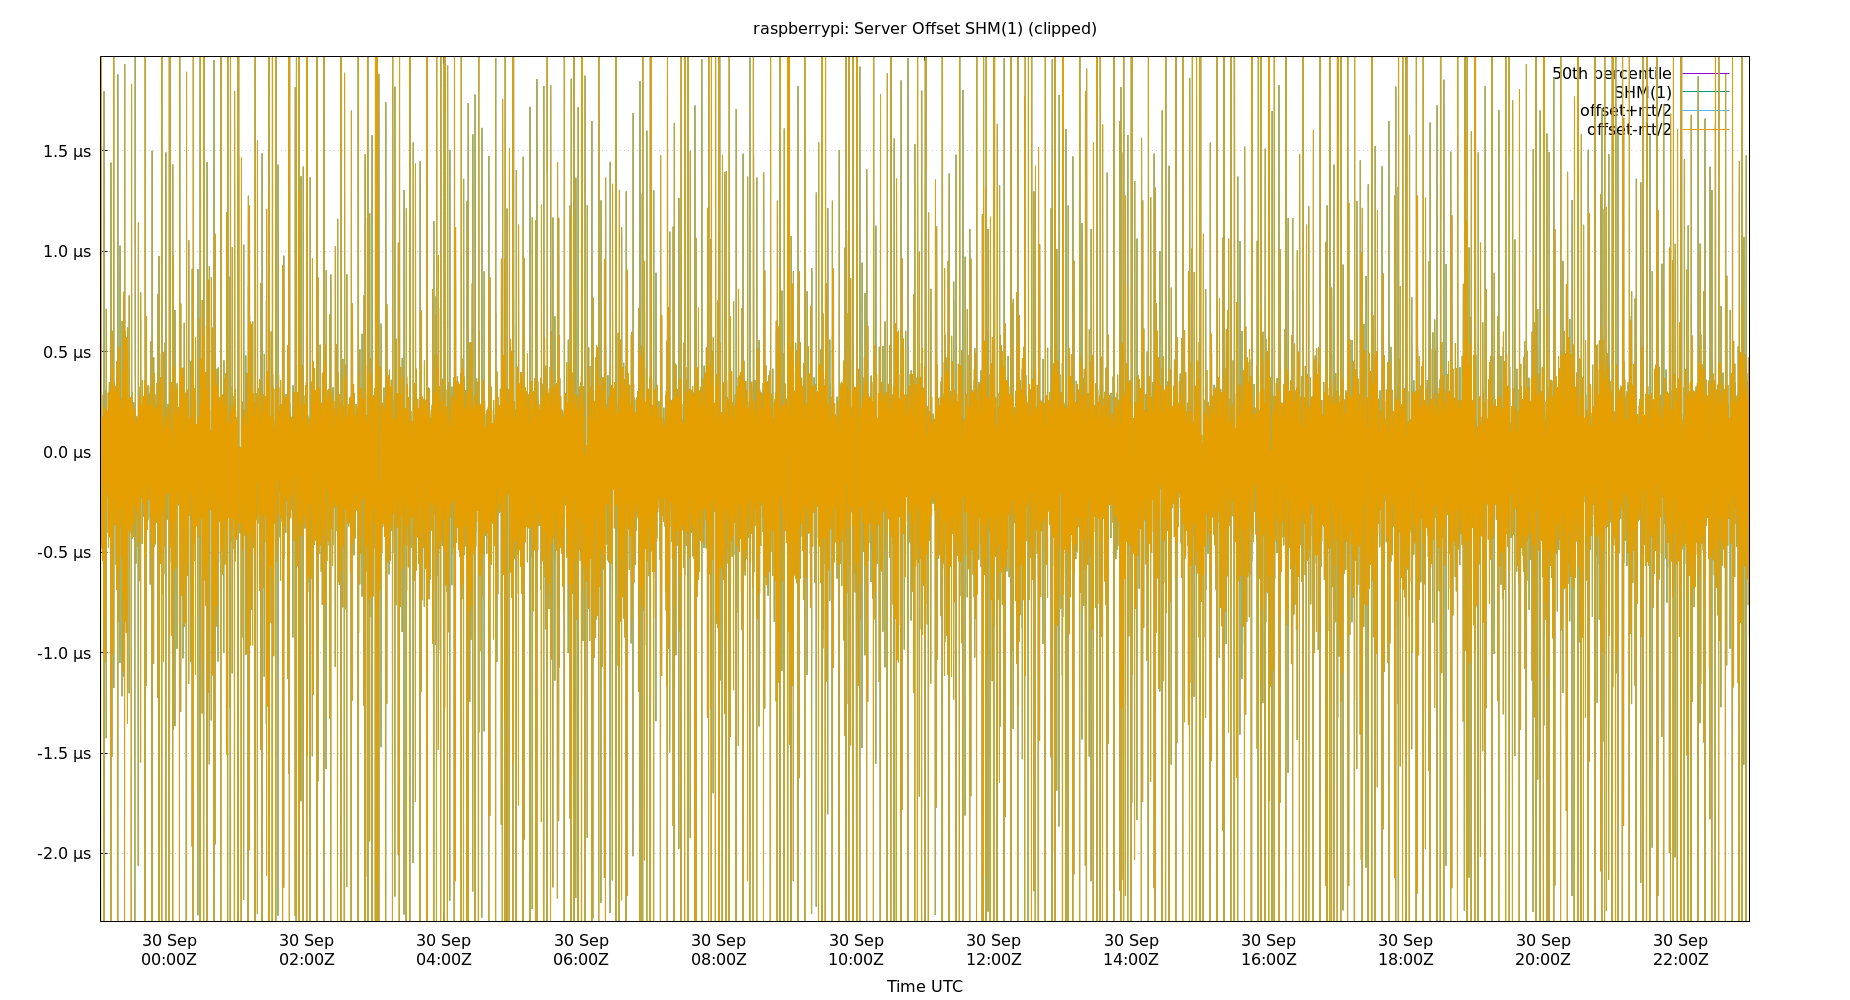 raspberrypi: Server Offset SHM(1) (clipped)
50th percentile
SHM(1)
offset+rtt/2
offset-rtt/2
1.5 µs
1.0 µs
0.5 µs
0.0 µs
-0.5 µs
-1.0 µs
-1.5 µs
-2.0 µs
30 Sep 30 Sep 30 Sep 30 Sep 30 Sep 30 Sep 30 Sep 30 Sep 30 Sep 30 Sep 30 Sep 30 Sep
00:00Z 02:00Z 04:00Z 06:00Z 08:00Z 10:00Z 12:00Z 14:00Z 16:00Z 18:00Z 20:00Z 22:00Z
Time UTC